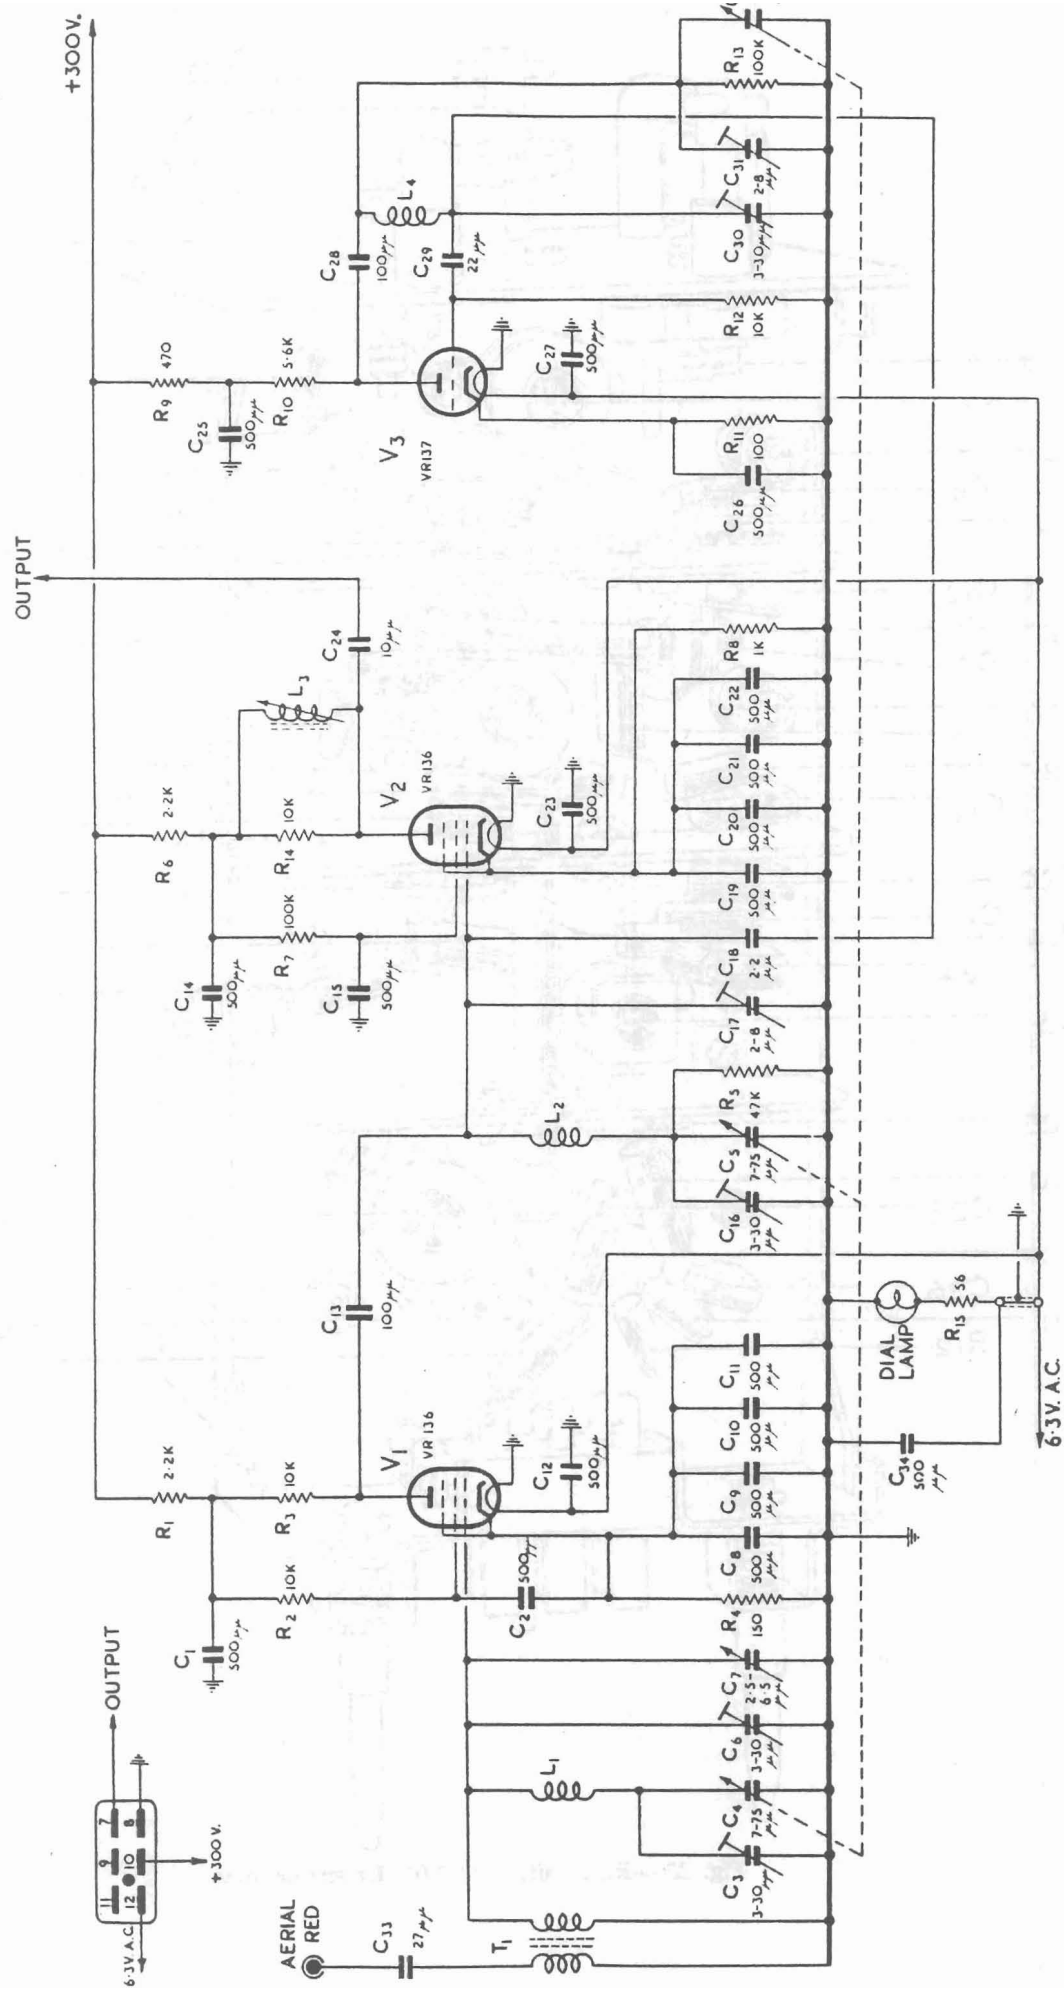 11
9
7
12
10
8
OUTPUT
6·3V. A.C.
+300V.
AERIAL
RED
C33
27μμ
T1
C1
500μμ
R1
2·2K
R2
10K
R3
10K
V1
VR 136
C2
500μμ
C12
500μμ
L1
C3
3-30μμ
C4
7-75
μμ
C6
3-30
μμ
C7
2·5-
6·5
μμ
R4
150
C8
500
μμ
C9
500
μμ
C10
500
μμ
C11
500
μμ
C34
500
μμ
DIAL
LAMP
R15
56
6·3V. A.C.
C13
100μμ
L2
C16
3-30
μμ
C5
7-75
μμ
R5
47K
C17
2-8
μμ
C18
2·2
μμ
C14
500μμ
C15
500μμ
R6
2·2K
R7
100K
R14
10K
V2
VR136
L3
C24
10μμ
OUTPUT
C23
500μμ
C19
500
μμ
C20
500
μμ
C21
500
μμ
C22
500
μμ
R8
1K
R9
470
C25
500μμ
R10
5·6K
V3
VR137
C28
100μμ
C29
22μμ
L4
C27
500μμ
C26
500μμ
R11
100
R12
10K
C30
3-30μμ
C31
2-8
μμ
R13
100K
+300V.